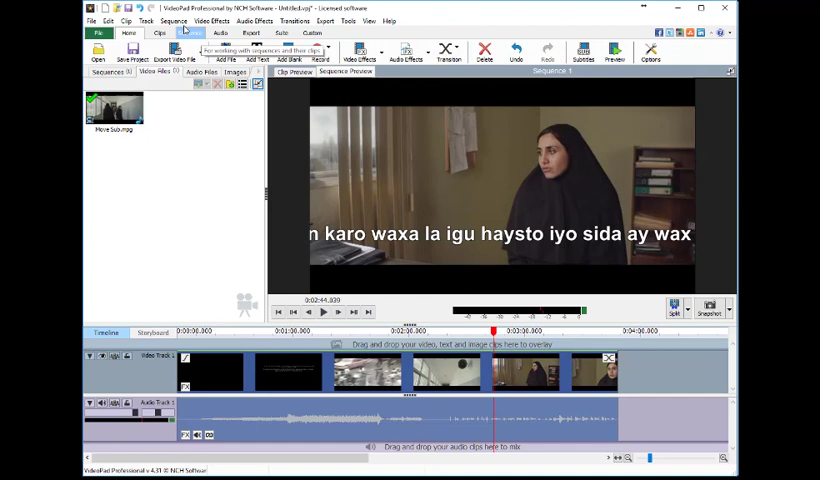 VideoPad Professional by NCH Software - Untitled.vpj * - Licensed software
File Edit Clip Track Sequence Video Effects Audio Effects Transitions Export Tools View Help
File Home Clips Sequence Audio Export Suite Custom
For working with sequences and their clips
Open Save Project Export Video File Add File Add Text Add Blank Record Video Effects Audio Effects Transition Delete Undo Redo Subtitles Preview Options
Sequences (1) Video Files (1) Audio Files Images
Clip Preview Sequence Preview Sequence 1
Move Sub.mpg
n karo waxa la igu haysto iyo sida ay wax
0:02:44.820
Split Snapshot
Timeline Storyboard 0:00:00.000 0:01:00.000 0:02:00.000 0:03:00.000 0:04:00.000
Drag and drop your video, text and image clips here to overlay
Video Track 1
FX
Audio Track 1
FX
Drag and drop your audio clips here to mix
VideoPad Professional v 4.31 © NCH Software